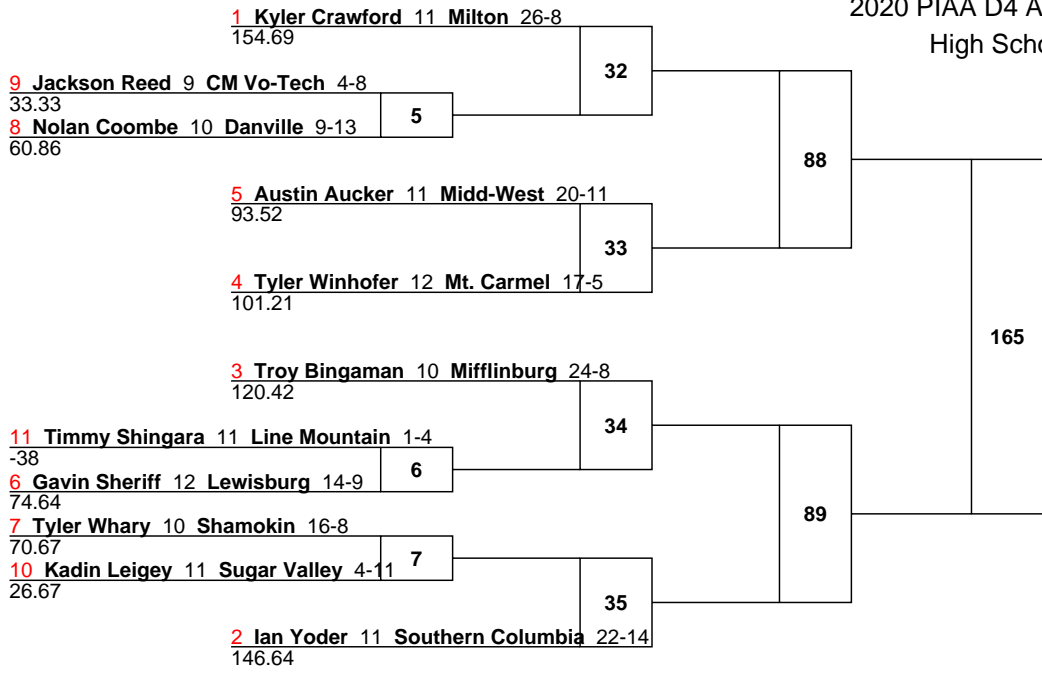 2020 PIAA D4 A
High Scho
1 Kyler Crawford 11 Milton 26-8
154.69
32
9 Jackson Reed 9 CM Vo-Tech 4-8
33.33
5
8 Nolan Coombe 10 Danville 9-13
60.86
88
5 Austin Aucker 11 Midd-West 20-11
93.52
33
4 Tyler Winhofer 12 Mt. Carmel 17-5
101.21
165
3 Troy Bingaman 10 Mifflinburg 24-8
120.42
34
11 Timmy Shingara 11 Line Mountain 1-4
-38
6
6 Gavin Sheriff 12 Lewisburg 14-9
74.64
89
7 Tyler Whary 10 Shamokin 16-8
70.67
7
10 Kadin Leigey 11 Sugar Valley 4-11
26.67
35
2 Ian Yoder 11 Southern Columbia 22-14
146.64